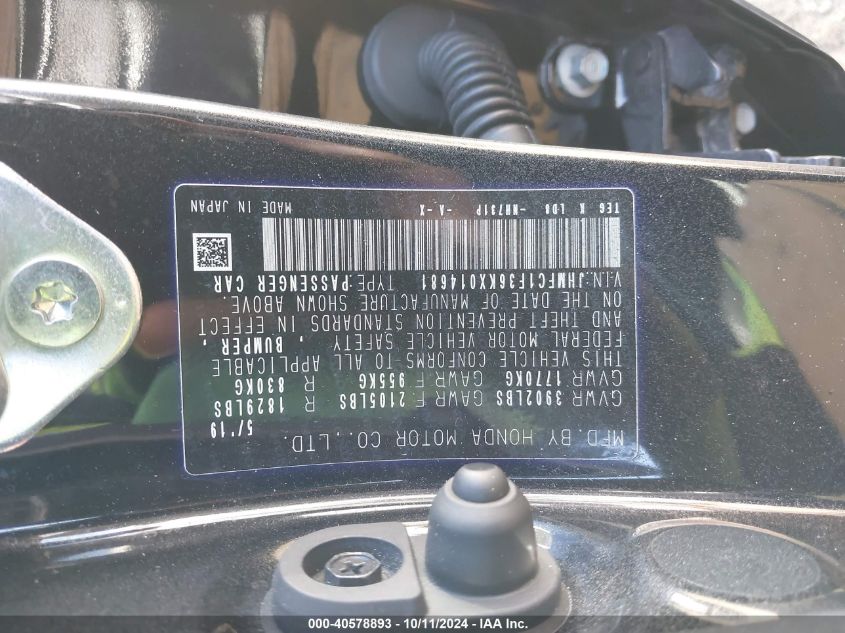 MFD. BY HONDA MOTOR CO., LTD. 5/'19
GVWR 3902LBS GAWR F 2105LBS R 1829LBS
GVWR 1770KG GAWR F 955KG R 830KG
THIS VEHICLE CONFORMS TO ALL APPLICABLE
FEDERAL MOTOR VEHICLE SAFETY , BUMPER ,
AND THEFT PREVENTION STANDARDS IN EFFECT
ON THE DATE OF MANUFACTURE SHOWN ABOVE.
V.I.N.:JHMFC1F36KX014681 TYPE:PASSENGER CAR
TEG K LD8 -NH731P -A-X MADE IN JAPAN
000-40578893 - 10/11/2024 - IAA Inc.